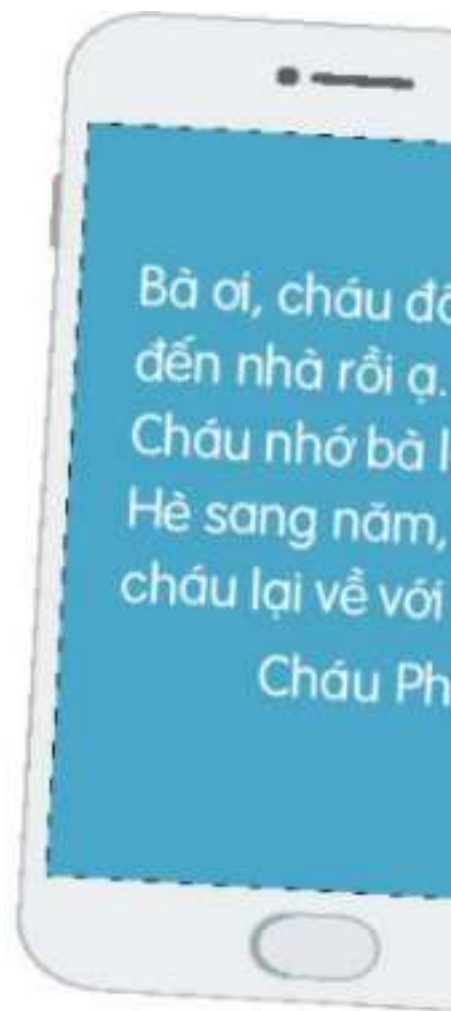 Bà ơi, cháu
đến nhà rồi ạ.
Cháu nhớ bà
Hè sang năm,
cháu lại về với
Cháu